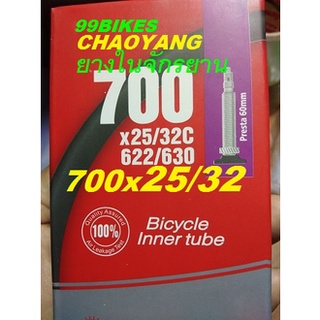 99BIKES
CHAOYANG
ยางในจักรยาน
700
x25/32C
622/630
Presta 60mm
700x25/32
Quality Assured
100%
Air Leakage Test
Bicycle
Inner tube